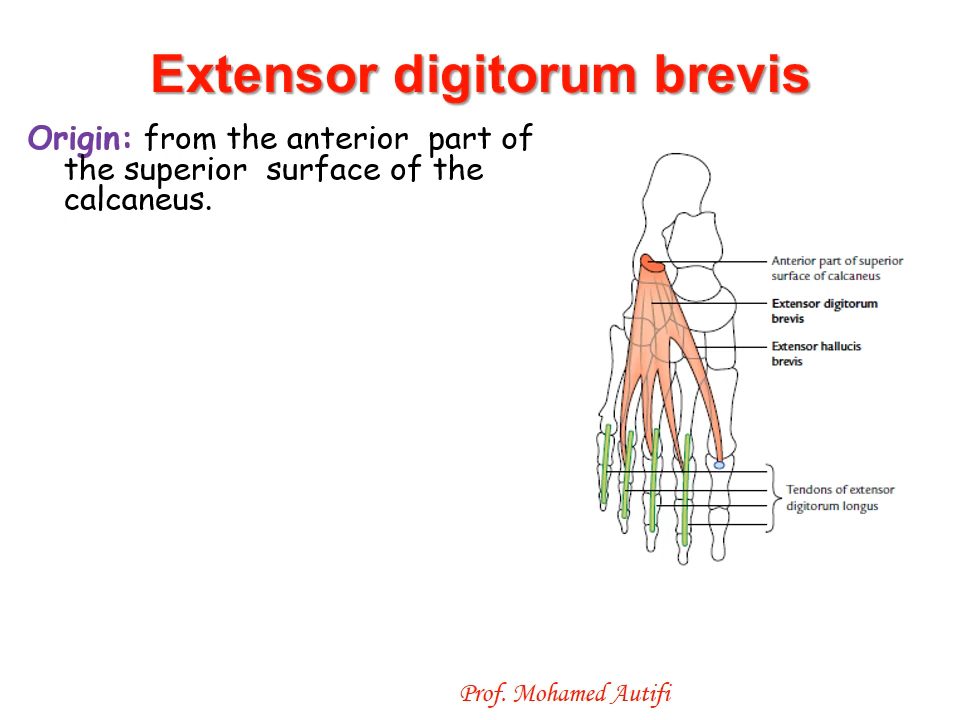 Extensor digitorum brevis
Origin: from the anterior part of
the superior surface of the
calcaneus.
Anterior part of superior
surface of calcaneus
Extensor digitorum
brevis
Extensor hallucis
brevis
Tendons of extensor
digitorum longus
Prof. Mohamed Autifi